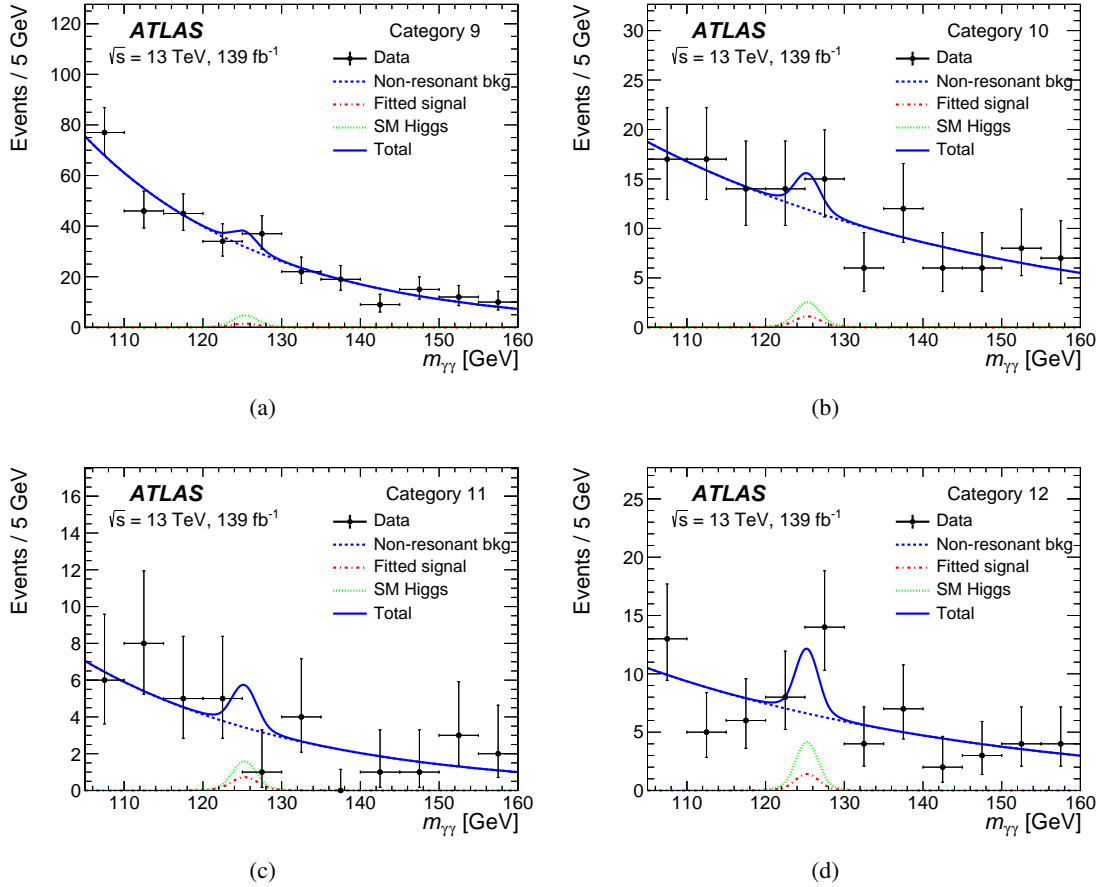 Events / 5 GeV
120
100
80
60
40
20
0
ATLAS
√s = 13 TeV, 139 fb⁻¹
Category 9
Data
Non-resonant bkg
Fitted signal
SM Higgs
Total
110 120 130 140 150 160
mγγ [GeV]
(a)
Events / 5 GeV
30
25
20
15
10
5
0
ATLAS
√s = 13 TeV, 139 fb⁻¹
Category 10
Data
Non-resonant bkg
Fitted signal
SM Higgs
Total
110 120 130 140 150 160
mγγ [GeV]
(b)
Events / 5 GeV
16
14
12
10
8
6
4
2
0
ATLAS
√s = 13 TeV, 139 fb⁻¹
Category 11
Data
Non-resonant bkg
Fitted signal
SM Higgs
Total
110 120 130 140 150 160
mγγ [GeV]
(c)
Events / 5 GeV
25
20
15
10
5
0
ATLAS
√s = 13 TeV, 139 fb⁻¹
Category 12
Data
Non-resonant bkg
Fitted signal
SM Higgs
Total
110 120 130 140 150 160
mγγ [GeV]
(d)